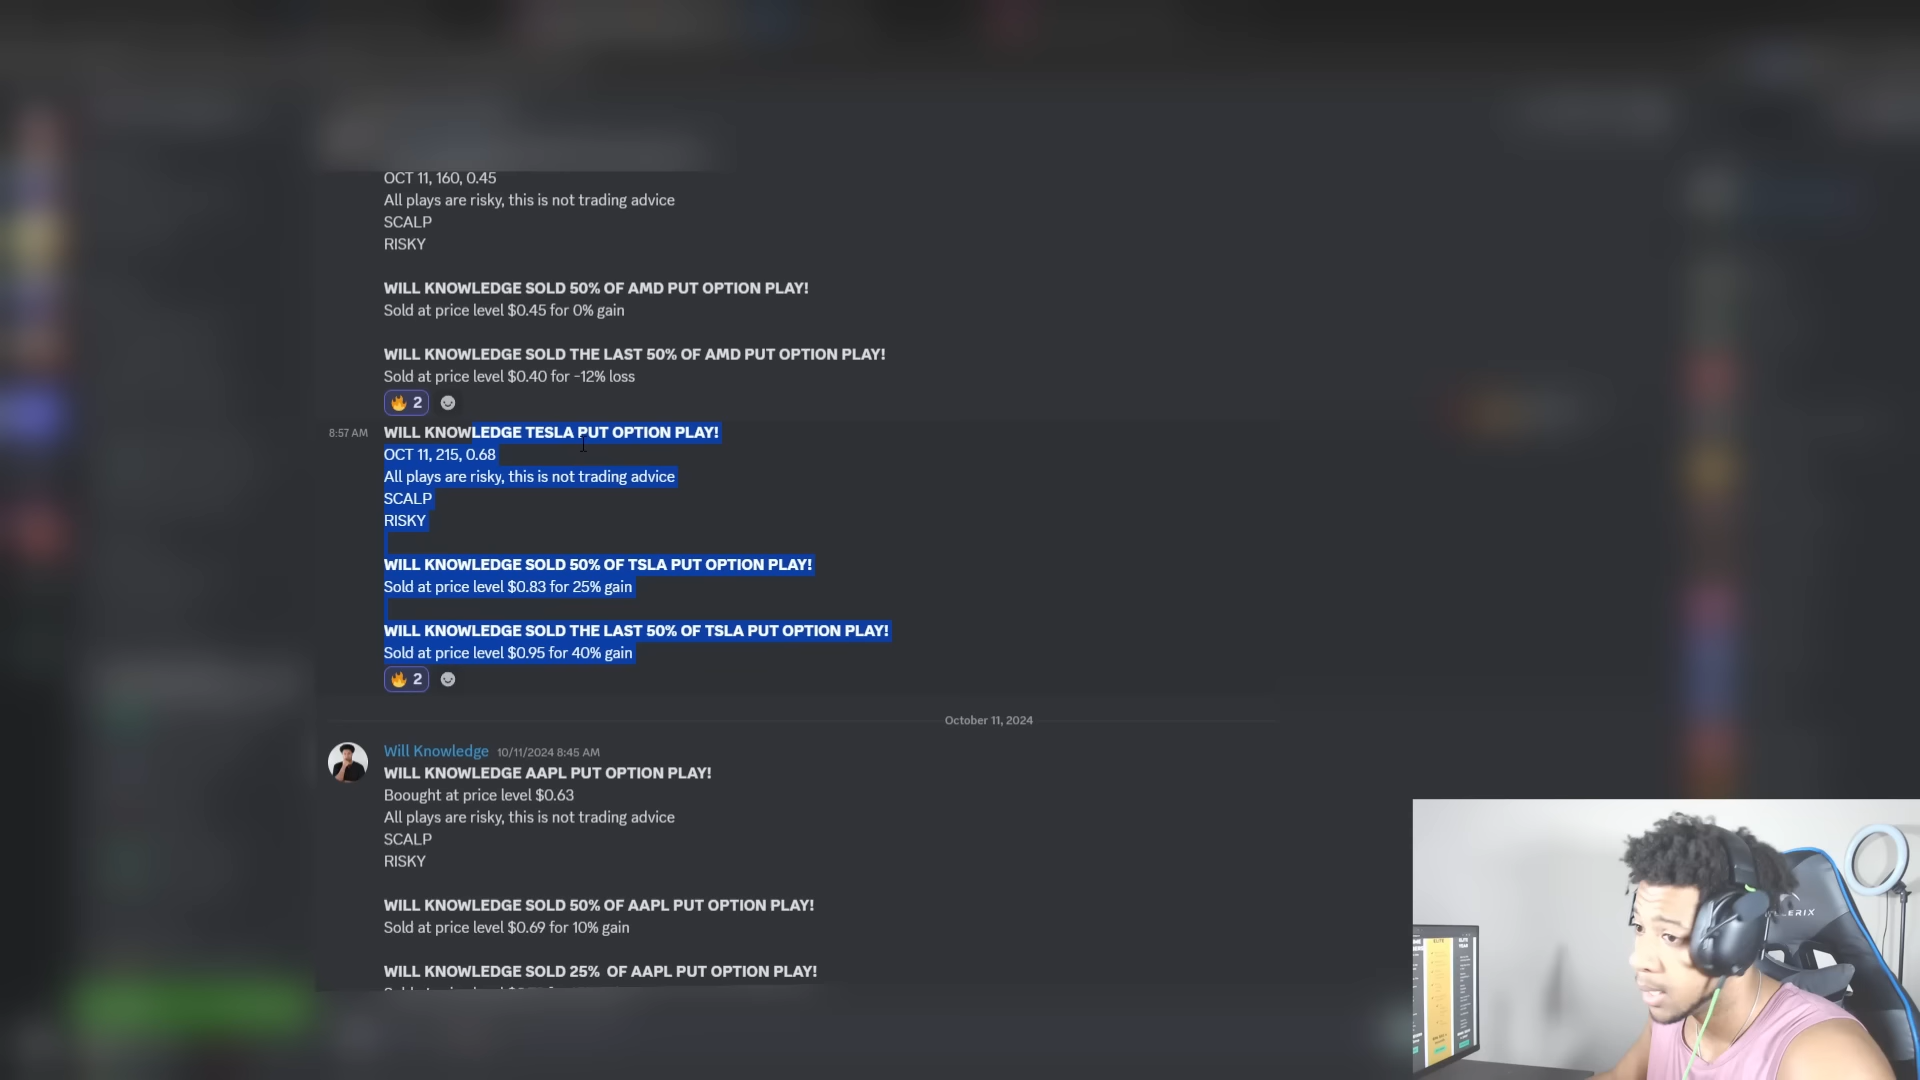 OCT 11, 160, 0.45
All plays are risky, this is not trading advice
SCALP
RISKY
WILL KNOWLEDGE SOLD 50% OF AMD PUT OPTION PLAY!
Sold at price level $0.45 for 0% gain
WILL KNOWLEDGE SOLD THE LAST 50% OF AMD PUT OPTION PLAY!
Sold at price level $0.40 for -12% loss
2
8:57 AM WILL KNOWLEDGE TESLA PUT OPTION PLAY!
OCT 11, 215, 0.68
All plays are risky, this is not trading advice
SCALP
RISKY
WILL KNOWLEDGE SOLD 50% OF TSLA PUT OPTION PLAY!
Sold at price level $0.83 for 25% gain
WILL KNOWLEDGE SOLD THE LAST 50% OF TSLA PUT OPTION PLAY!
Sold at price level $0.95 for 40% gain
2
October 11, 2024
Will Knowledge 10/11/2024 8:45 AM
WILL KNOWLEDGE AAPL PUT OPTION PLAY!
Boought at price level $0.63
All plays are risky, this is not trading advice
SCALP
RISKY
WILL KNOWLEDGE SOLD 50% OF AAPL PUT OPTION PLAY!
Sold at price level $0.69 for 10% gain
WILL KNOWLEDGE SOLD 25%  OF AAPL PUT OPTION PLAY!